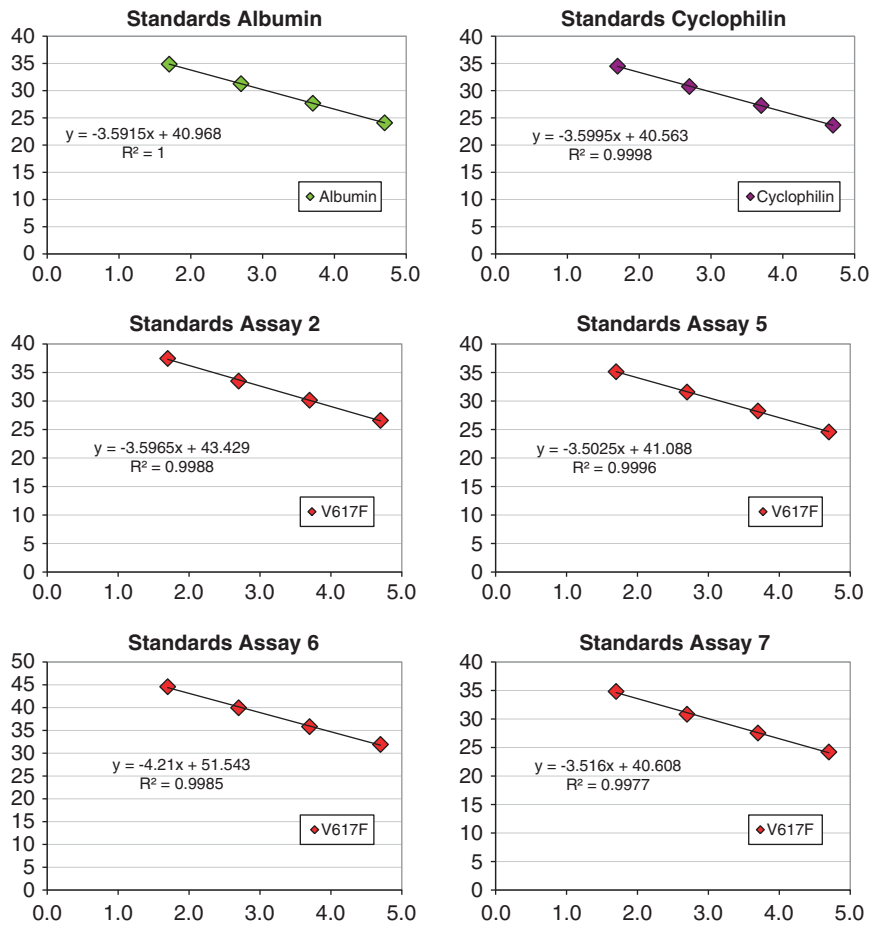 Standards Albumin
40
35
30
25
20
15
10
5
0
y = -3.5915x + 40.968
R² = 1
Albumin
0.0 1.0 2.0 3.0 4.0 5.0
Standards Cyclophilin
40
35
30
25
20
15
10
5
0
y = -3.5995x + 40.563
R² = 0.9998
Cyclophilin
0.0 1.0 2.0 3.0 4.0 5.0
Standards Assay 2
40
35
30
25
20
15
10
5
0
y = -3.5965x + 43.429
R² = 0.9988
V617F
0.0 1.0 2.0 3.0 4.0 5.0
Standards Assay 5
40
35
30
25
20
15
10
5
0
y = -3.5025x + 41.088
R² = 0.9996
V617F
0.0 1.0 2.0 3.0 4.0 5.0
Standards Assay 6
50
45
40
35
30
25
20
15
10
5
0
y = -4.21x + 51.543
R² = 0.9985
V617F
0.0 1.0 2.0 3.0 4.0 5.0
Standards Assay 7
40
35
30
25
20
15
10
5
0
y = -3.516x + 40.608
R² = 0.9977
V617F
0.0 1.0 2.0 3.0 4.0 5.0